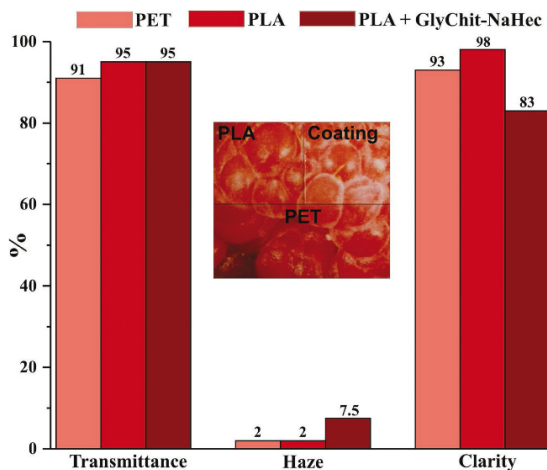 PET PLA PLA + GlyChit-NaHec
100
80
60
40
20
0
%
91 95 95
2 2 7.5
93 98 83
PLA Coating
PET
Transmittance Haze Clarity